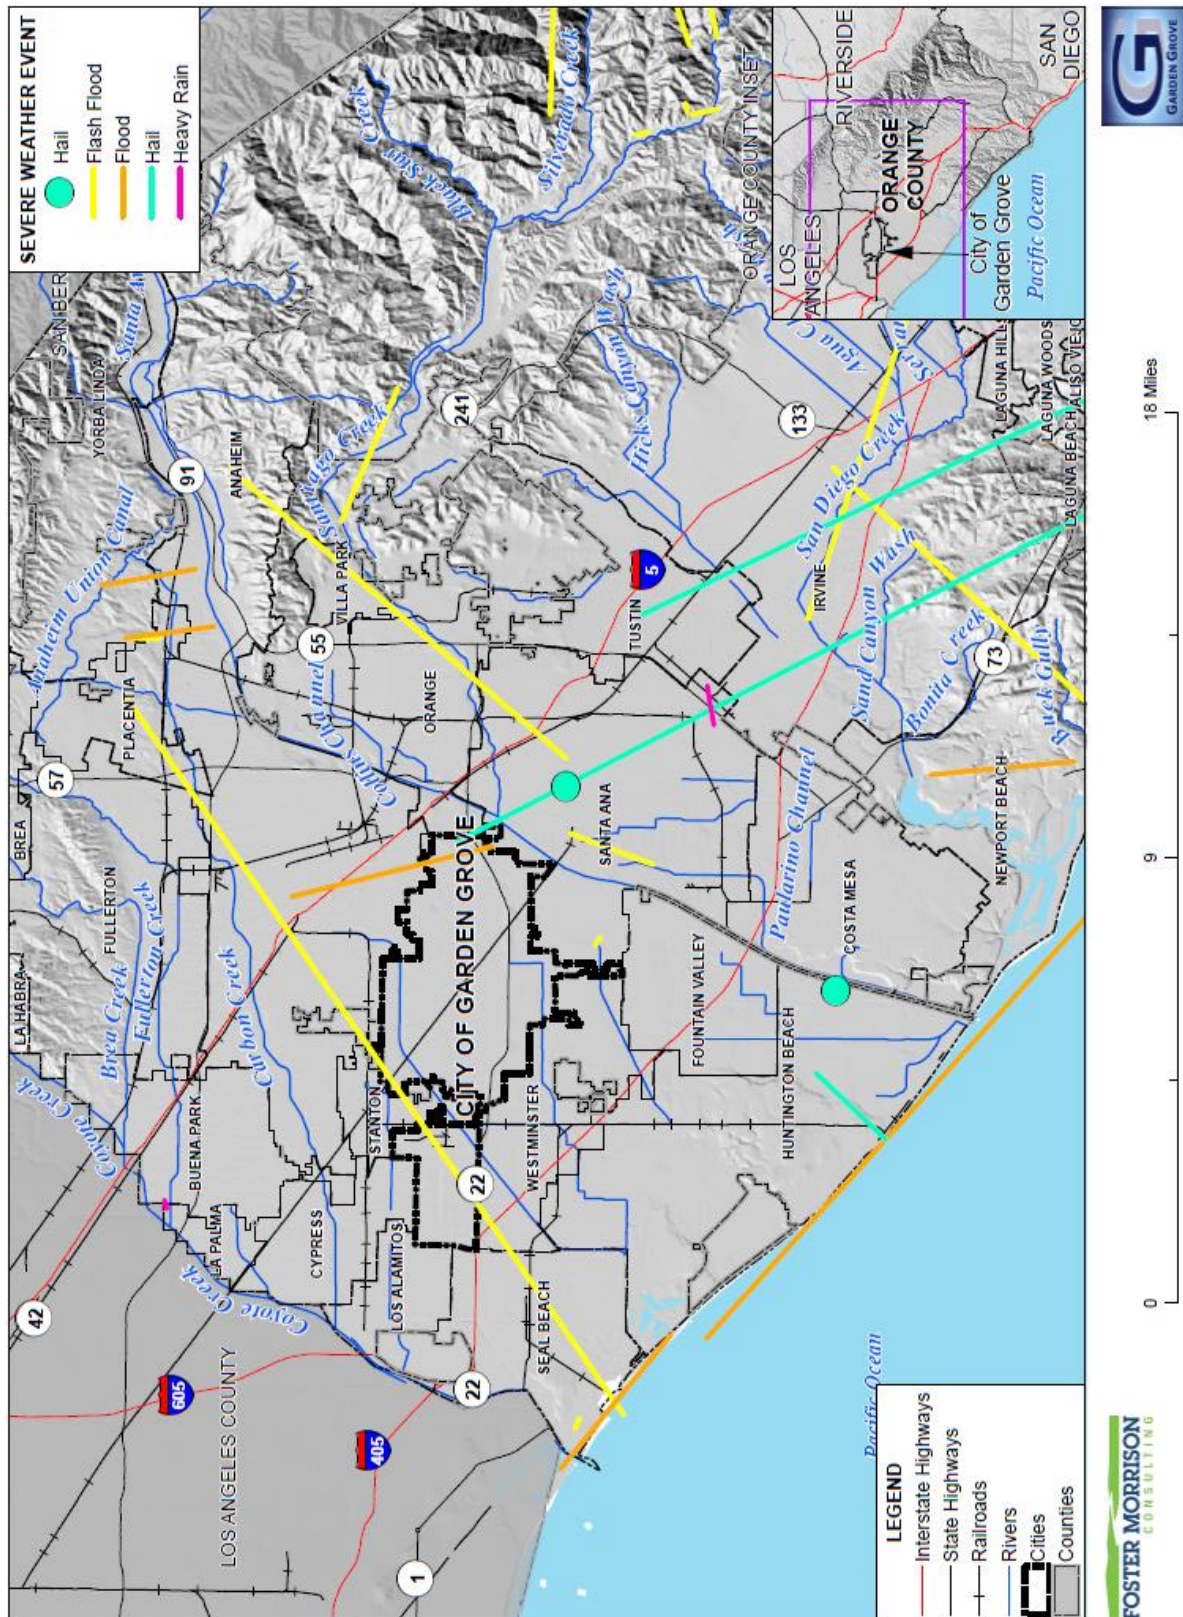 SEVERE WEATHER EVENT
Hail
Flash Flood
Flood
Hail
Heavy Rain
SAN BER
YORBA LINDA
Santa A
91
ANAHEIM
Anaheim Union Canal
PLACENTIA
57
BREA
FULLERTON
LA HABRA
Brea Creek
Fullerton Creek
Coyote Creek
Carbon Creek
BUENA PARK
LA PALMA
Coyote Creek
CYPRESS
42
605
LOS ANGELES COUNTY
405
1
22
LOS ALAMITOS
STANTON
22
SEAL BEACH
WESTMINSTER
CITY OF GARDEN GROVE
Collins Channel
ORANGE
55
VILLA PARK
Santiago Creek
241
Black Star Creek
Silverado Creek
Hicks Canyon Wash
133
Agua C
Serra
TUSTIN
5
SANTA ANA
IRVINE
San Diego Creek
Sand Canyon Wash
Bonita Creek
73
Buck Gully
Paularino Channel
COSTA MESA
NEWPORT BEACH
FOUNTAIN VALLEY
HUNTINGTON BEACH
LAGUNA HILL
LAGUNA WOODS
ALISO VIEJO
LAGUNA BEACH
Pacific Ocean
ORANGE COUNTY INSET
RIVERSIDE
SAN
DIEGO
LOS
ANGELES
ORANGE
COUNTY
City of
Garden Grove
Pacific Ocean
LEGEND
Interstate Highways
State Highways
Railroads
Rivers
Cities
Counties
0
9
18 Miles
FOSTER MORRISON
CONSULTING
G
GARDEN GROVE